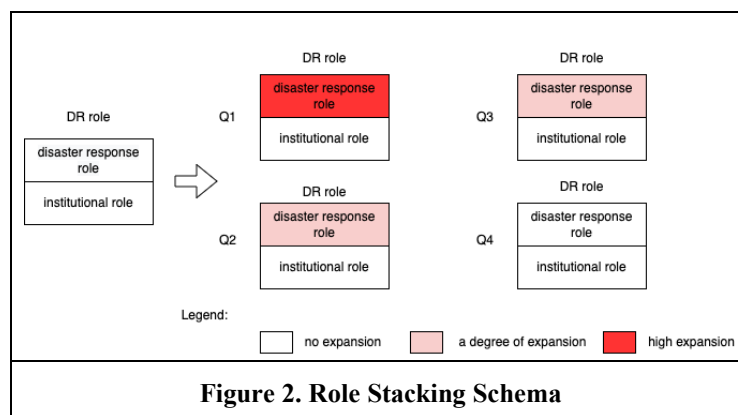 DR role
disaster response
role
institutional role
Q1
DR role
disaster response
role
institutional role
Q3
DR role
disaster response
role
institutional role
Q2
DR role
disaster response
role
institutional role
Q4
DR role
disaster response
role
institutional role
Legend:
no expansion
a degree of expansion
high expansion
Figure 2. Role Stacking Schema